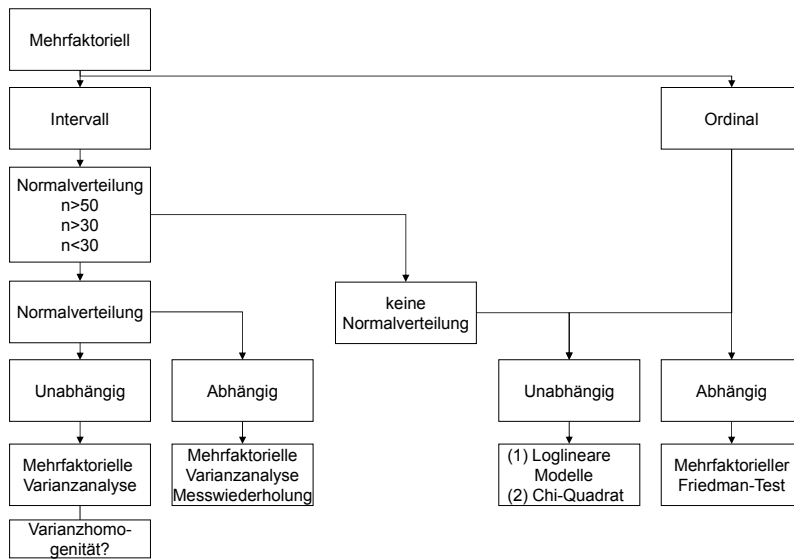 Mehrfaktoriell
Intervall
Ordinal
Normalverteilung
n>50
n>30
n<30
Normalverteilung
keine
Normalverteilung
Unabhängig
Abhängig
Unabhängig
Abhängig
Mehrfaktorielle
Varianzanalyse
Mehrfaktorielle
Varianzanalyse
Messwiederholung
(1) Loglineare
Modelle
(2) Chi-Quadrat
Mehrfaktorieller
Friedman-Test
Varianzhomo-
genität?